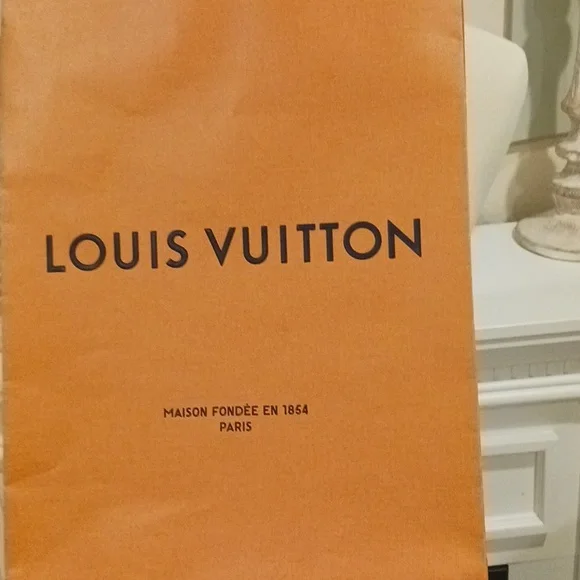 LOUIS VUITTON
MAISON FONDÉE EN 1854
PARIS